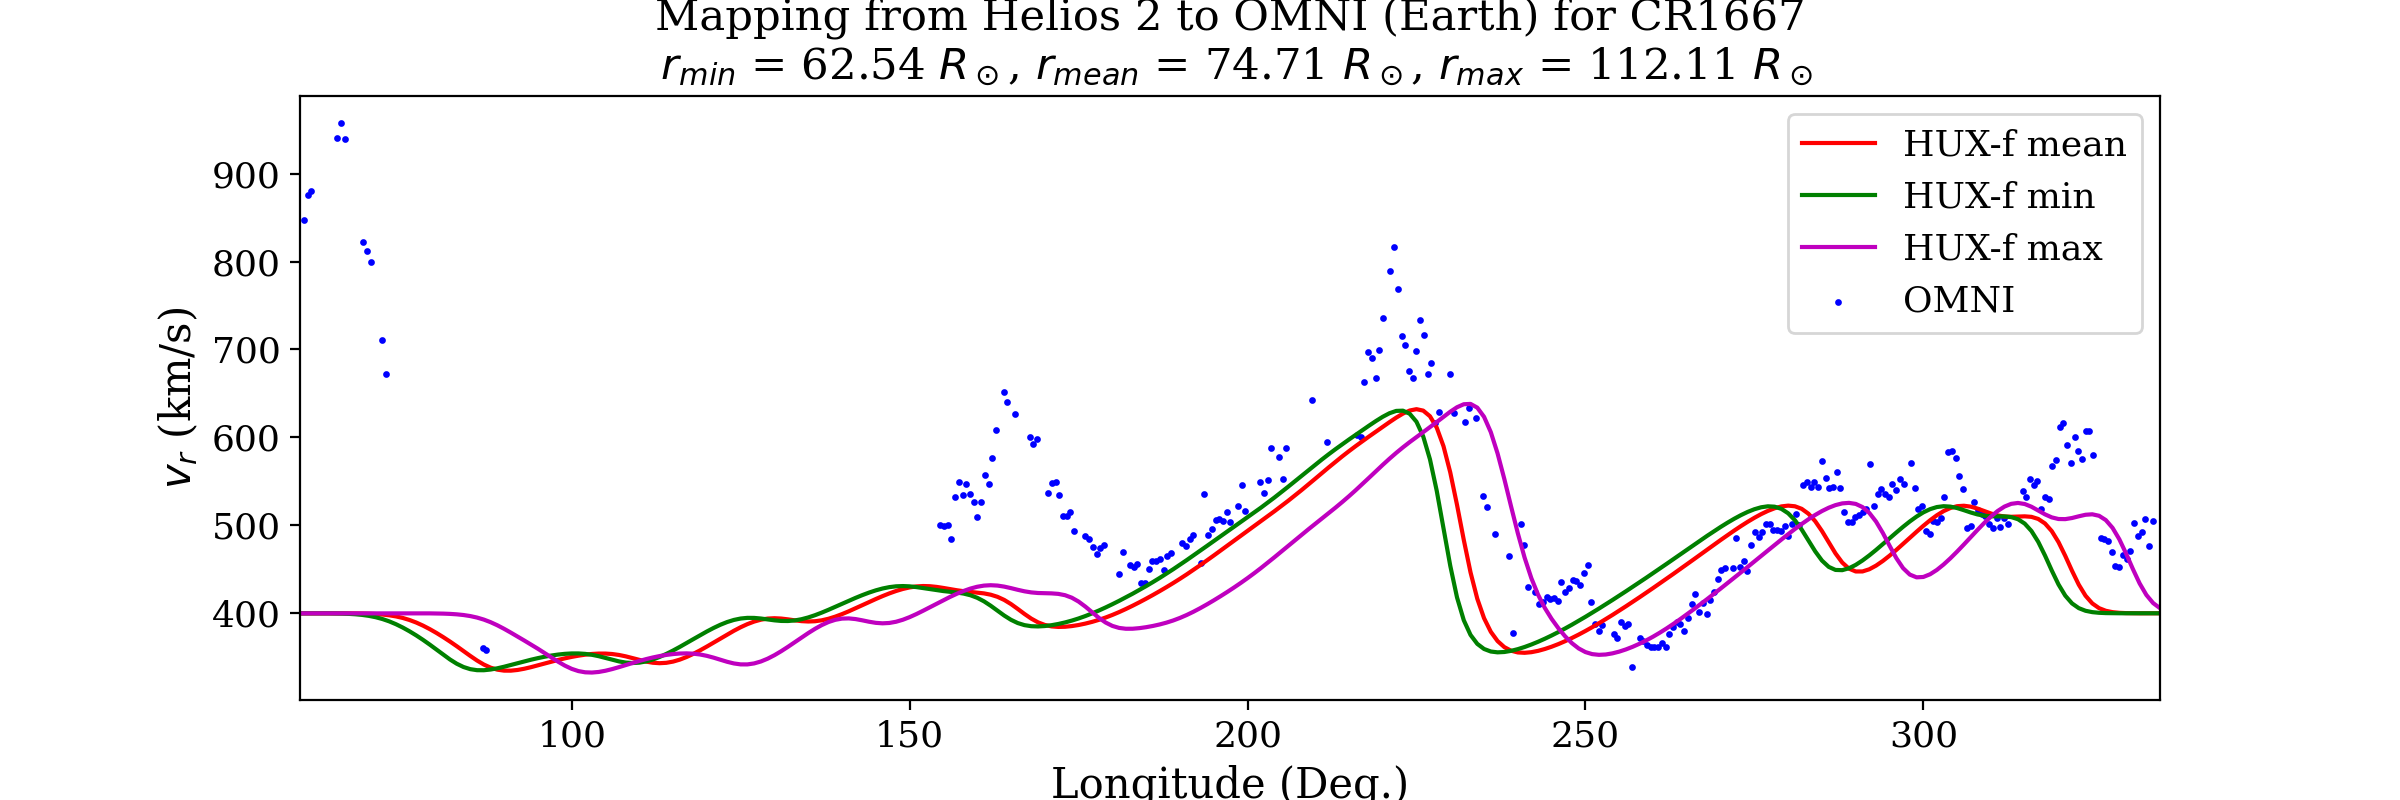 Mapping from Helios 2 to OMNI (Earth) for CR1667
r_min = 62.54 R_⊙, r_mean = 74.71 R_⊙, r_max = 112.11 R_⊙
HUX-f mean
HUX-f min
HUX-f max
OMNI
v_r (km/s)
900
800
700
600
500
400
100
150
200
250
300
Longitude (Deg.)